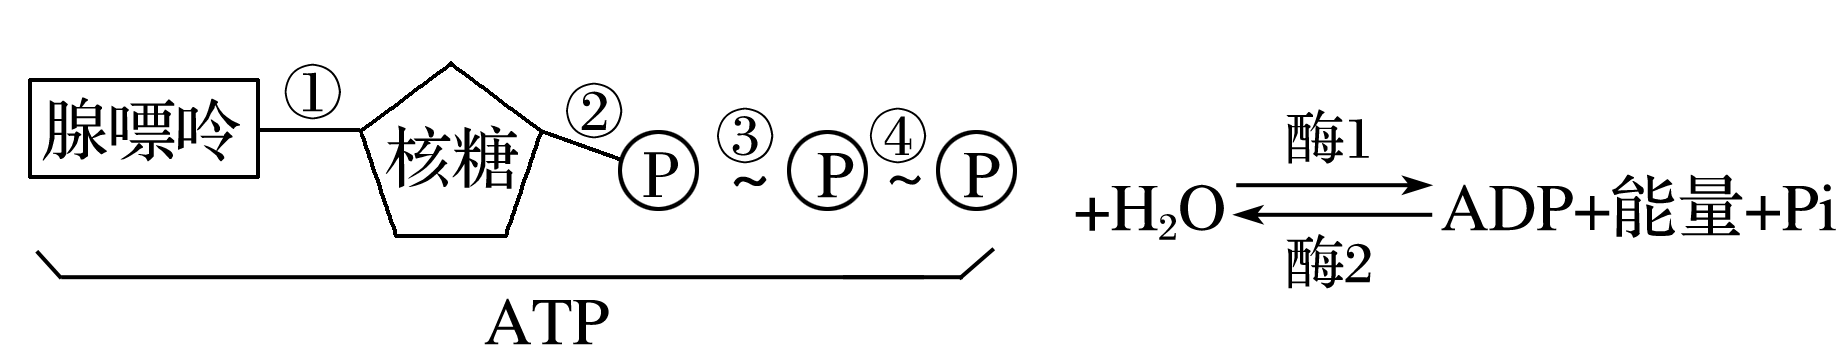 腺嘌呤 ① 核糖 ② P ③ ~ P ④ ~ P
酶1
+H₂O ⇌ ADP+能量+Pi
酶2
ATP